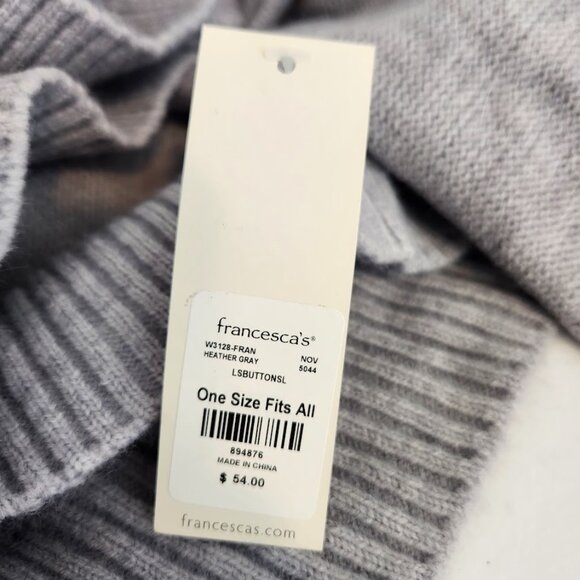 francesca's®
W3128-FRAN NOV
HEATHER GRAY 5044
LSBUTTONSL
One Size Fits All
894876
MADE IN CHINA
$ 54.00
francescas.com